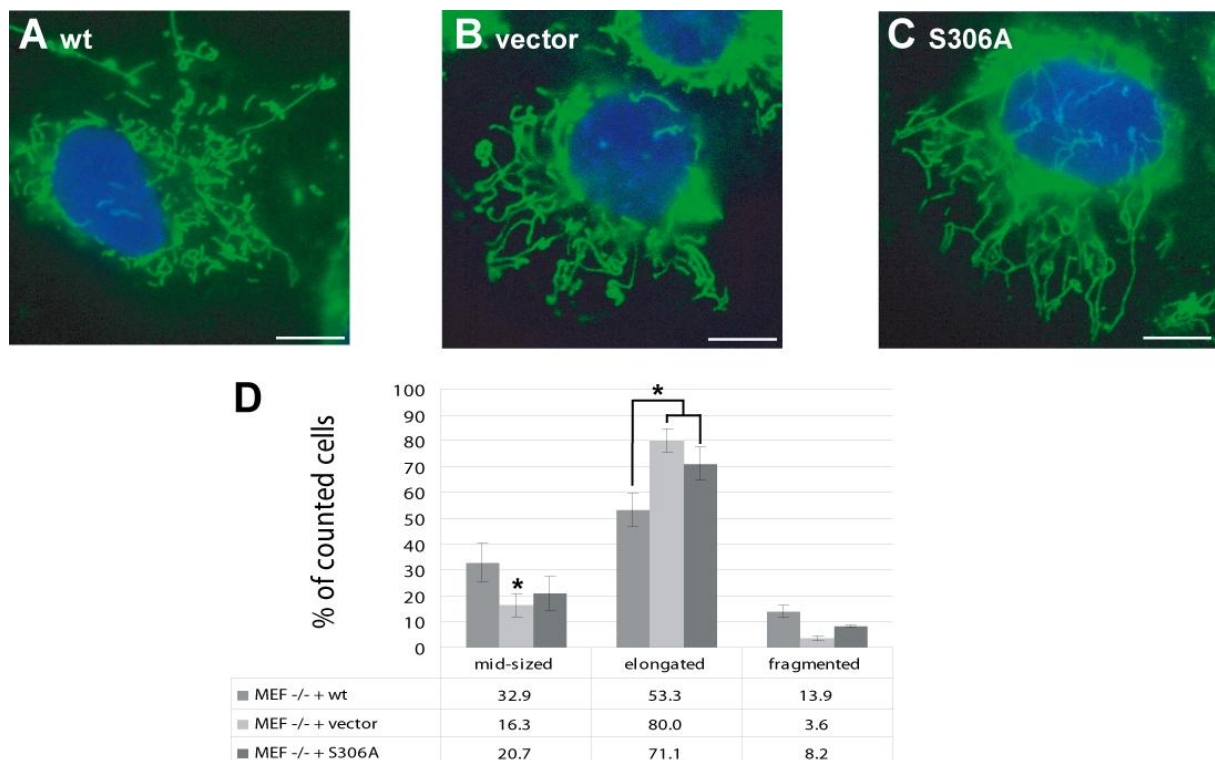 A wt
B vector
C S306A
D
% of counted cells
100
90
80
70
60
50
40
30
20
10
0
*
*
mid-sized elongated fragmented
MEF -/- + wt 32.9 53.3 13.9
MEF -/- + vector 16.3 80.0 3.6
MEF -/- + S306A 20.7 71.1 8.2